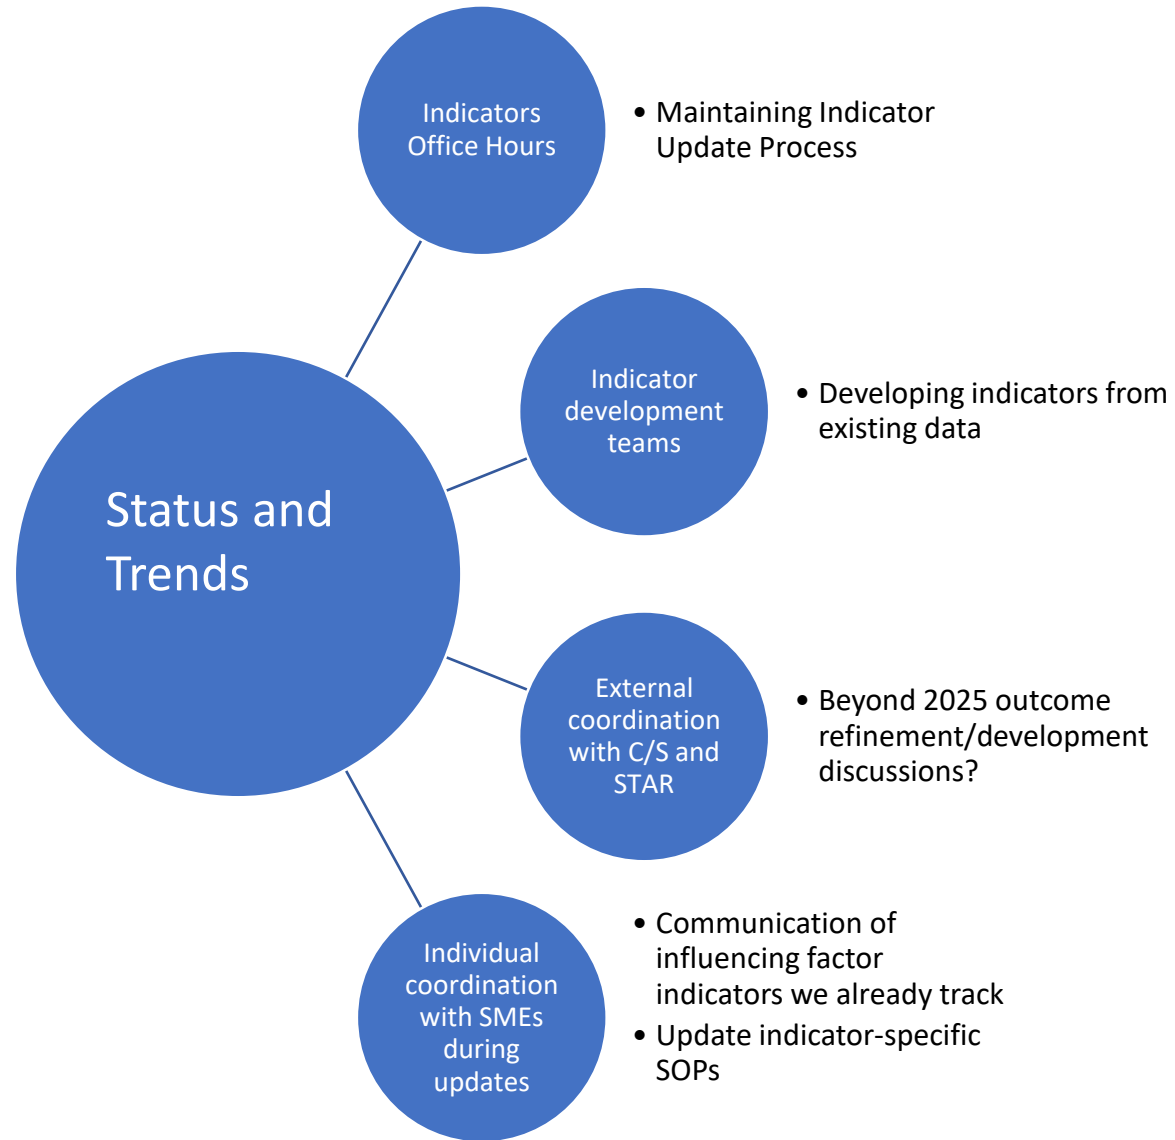 Indicators
Office Hours
• Maintaining Indicator
Update Process
Indicator
development
teams
• Developing indicators from
existing data
Status and
Trends
External
coordination
with C/S and
STAR
• Beyond 2025 outcome
refinement/development
discussions?
Individual
coordination
with SMEs
during
updates
• Communication of
influencing factor
indicators we already track
• Update indicator-specific
SOPs